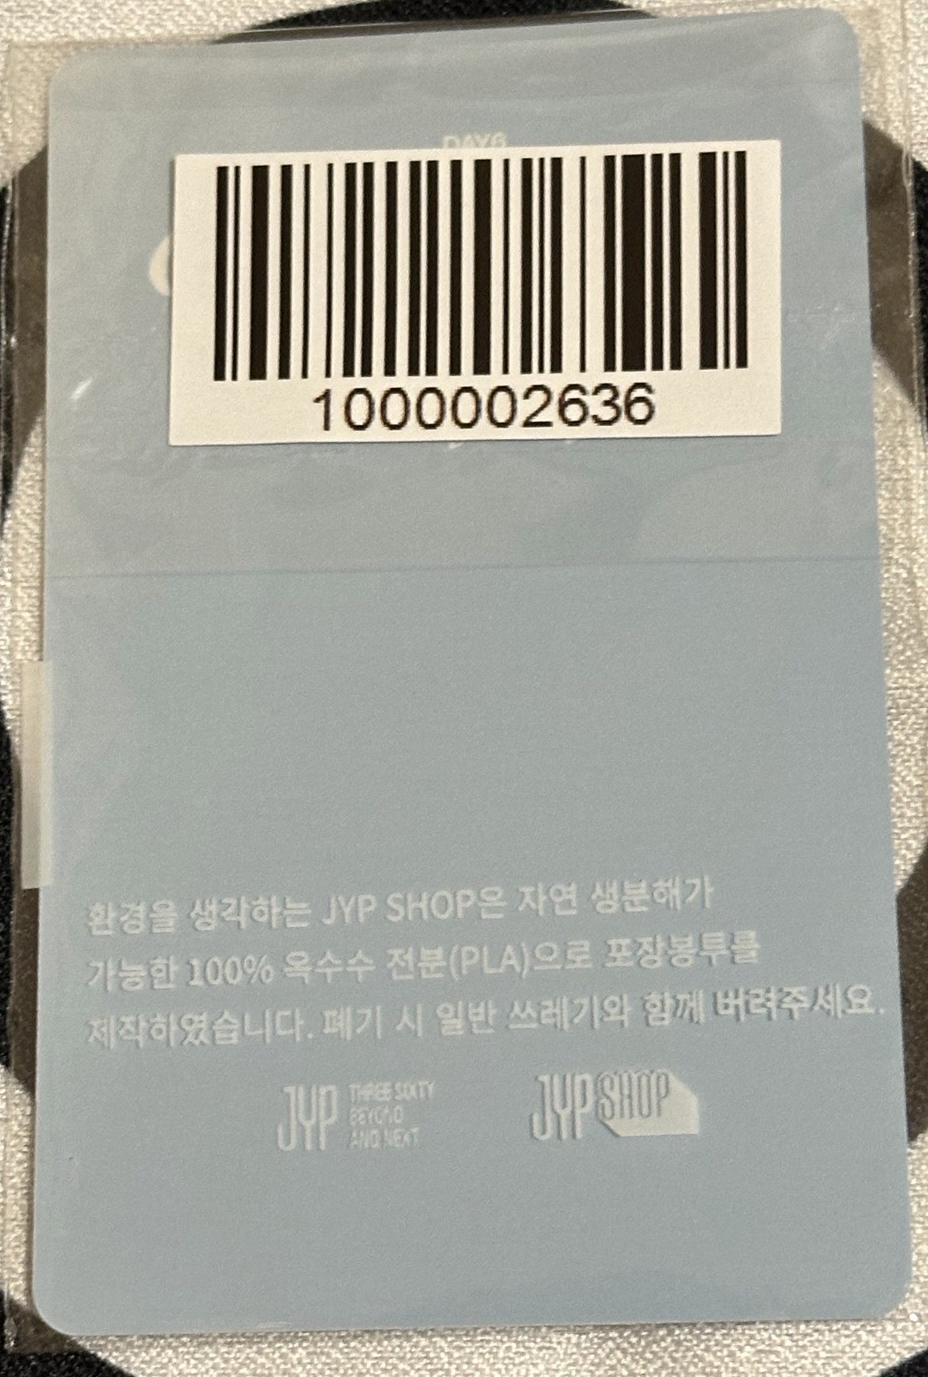 DAY6
1000002636
환경을 생각하는 JYP SHOP은 자연 생분해가
가능한 100% 옥수수 전분(PLA)으로 포장봉투를
제작하였습니다. 폐기 시 일반 쓰레기와 함께 버려주세요.
JYP THREE SIXTY
BEYOND
AND NEXT
JYP SHOP